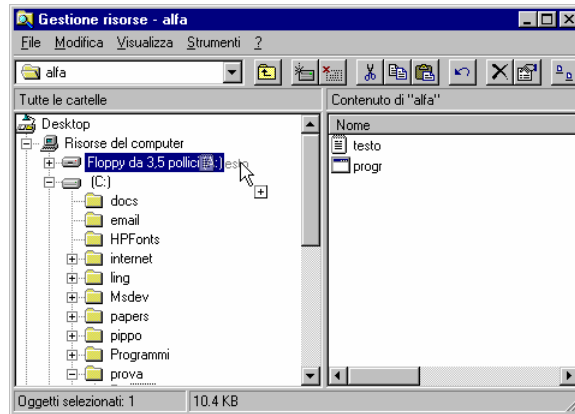 Gestione risorse - alfa
File Modifica Visualizza Strumenti ?
alfa
Tutte le cartelle
Contenuto di "alfa"
Desktop
Risorse del computer
Floppy da 3,5 pollici :)
(C:)
docs
email
HPFonts
internet
ling
Msdev
papers
pippo
Programmi
prova
Nome
testo
progr
Oggetti selezionati: 1
10.4 KB